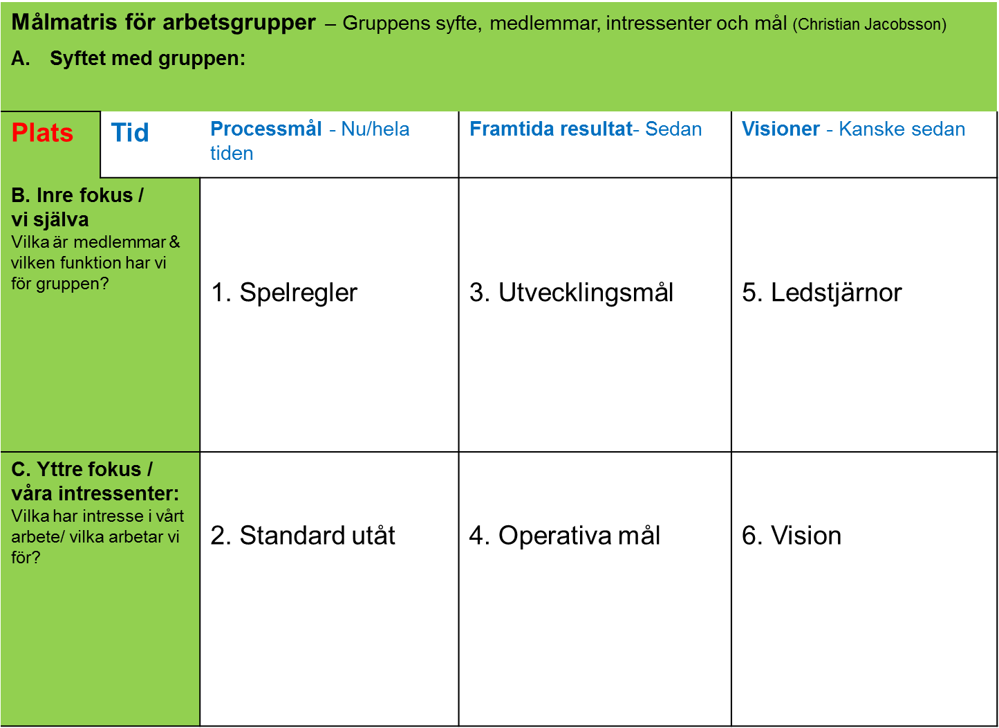 Målmatris för arbetsgrupper – Gruppens syfte, medlemmar, intressenter och mål (Christian Jacobsson)
A. Syftet med gruppen:
Plats
Tid
Processmål - Nu/hela
tiden
Framtida resultat- Sedan
Visioner - Kanske sedan
B. Inre fokus /
vi själva
Vilka är medlemmar &
vilken funktion har vi
för gruppen?
1. Spelregler
3. Utvecklingsmål
5. Ledstjärnor
C. Yttre fokus /
våra intressenter:
Vilka har intresse i vårt
arbete/ vilka arbetar vi
för?
2. Standard utåt
4. Operativa mål
6. Vision